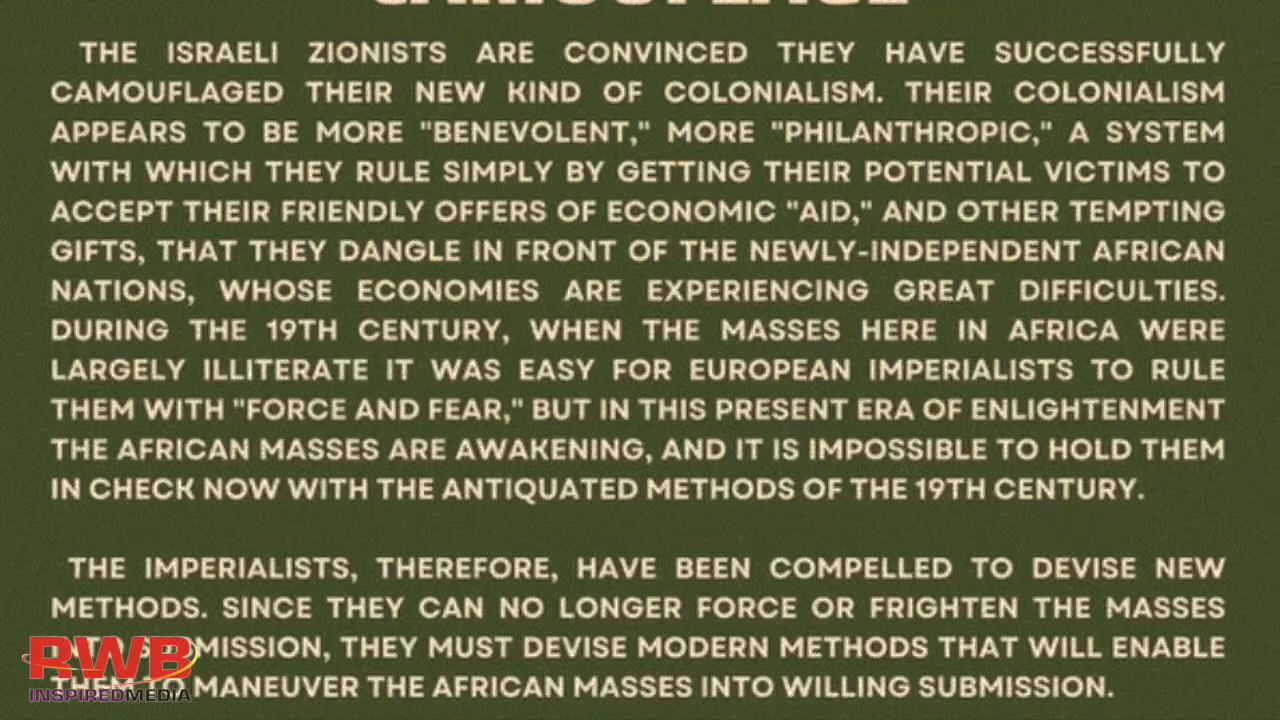 THE ISRAELI ZIONISTS ARE CONVINCED THEY HAVE SUCCESSFULLY
CAMOUFLAGED THEIR NEW KIND OF COLONIALISM. THEIR COLONIALISM
APPEARS TO BE MORE "BENEVOLENT," MORE "PHILANTHROPIC," A SYSTEM
WITH WHICH THEY RULE SIMPLY BY GETTING THEIR POTENTIAL VICTIMS TO
ACCEPT THEIR FRIENDLY OFFERS OF ECONOMIC "AID," AND OTHER TEMPTING
GIFTS, THAT THEY DANGLE IN FRONT OF THE NEWLY-INDEPENDENT AFRICAN
NATIONS, WHOSE ECONOMIES ARE EXPERIENCING GREAT DIFFICULTIES.
DURING THE 19TH CENTURY, WHEN THE MASSES HERE IN AFRICA WERE
LARGELY ILLITERATE IT WAS EASY FOR EUROPEAN IMPERIALISTS TO RULE
THEM WITH "FORCE AND FEAR," BUT IN THIS PRESENT ERA OF ENLIGHTENMENT
THE AFRICAN MASSES ARE AWAKENING, AND IT IS IMPOSSIBLE TO HOLD THEM
IN CHECK NOW WITH THE ANTIQUATED METHODS OF THE 19TH CENTURY.
THE IMPERIALISTS, THEREFORE, HAVE BEEN COMPELLED TO DEVISE NEW
METHODS. SINCE THEY CAN NO LONGER FORCE OR FRIGHTEN THE MASSES
THEY MUST DEVISE MODERN METHODS THAT WILL ENABLE
MANEUVER THE AFRICAN MASSES INTO WILLING SUBMISSION.
RWB
INSPIREDMEDIA